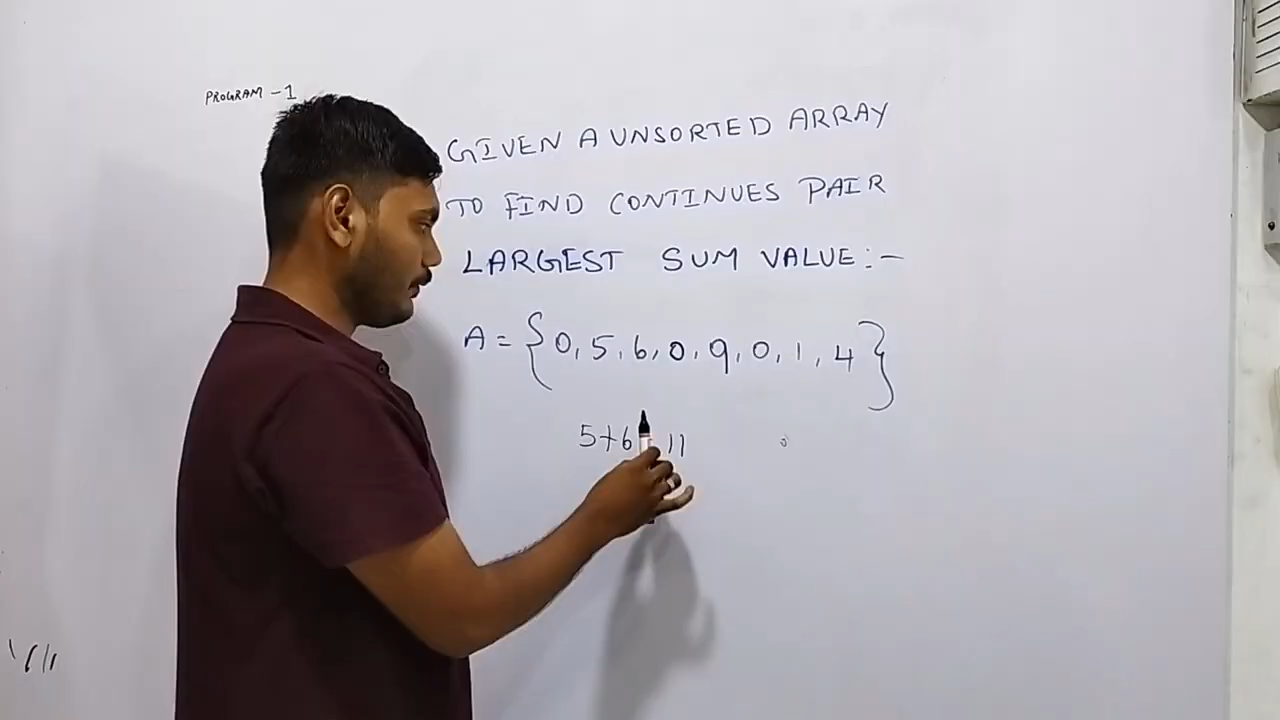 PROGRAM -1
GIVEN A UNSORTED ARRAY
TO FIND CONTINUES PAIR
LARGEST SUM VALUE:-
A = {0, 5, 6, 0, 9, 0, 1, 4}
5+6 11